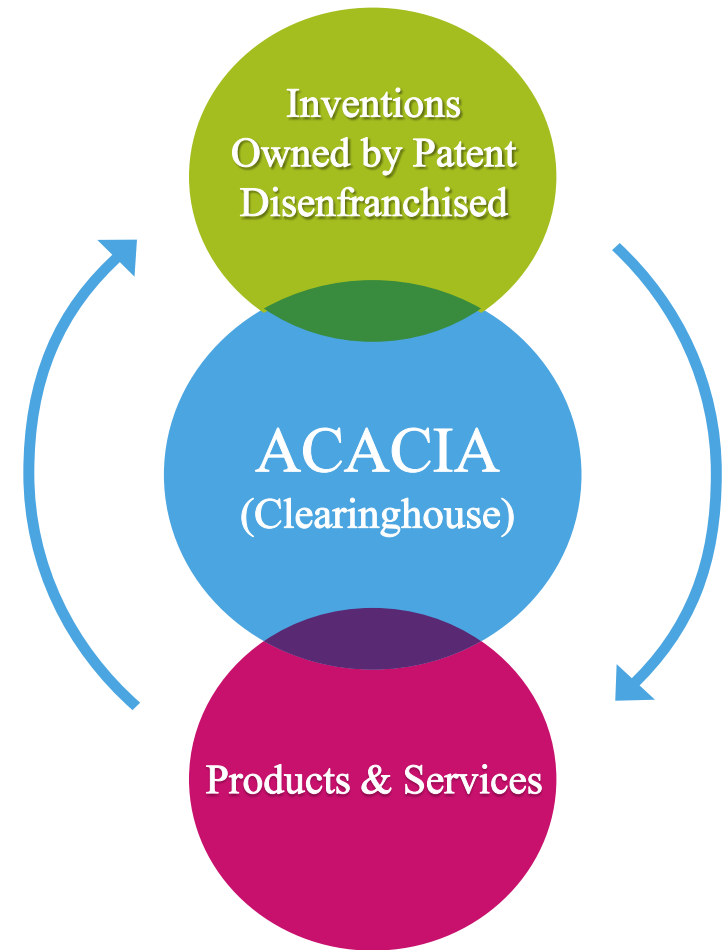 Inventions
Owned by Patent
Disenfranchised
ACACIA
(Clearinghouse)
Products & Services